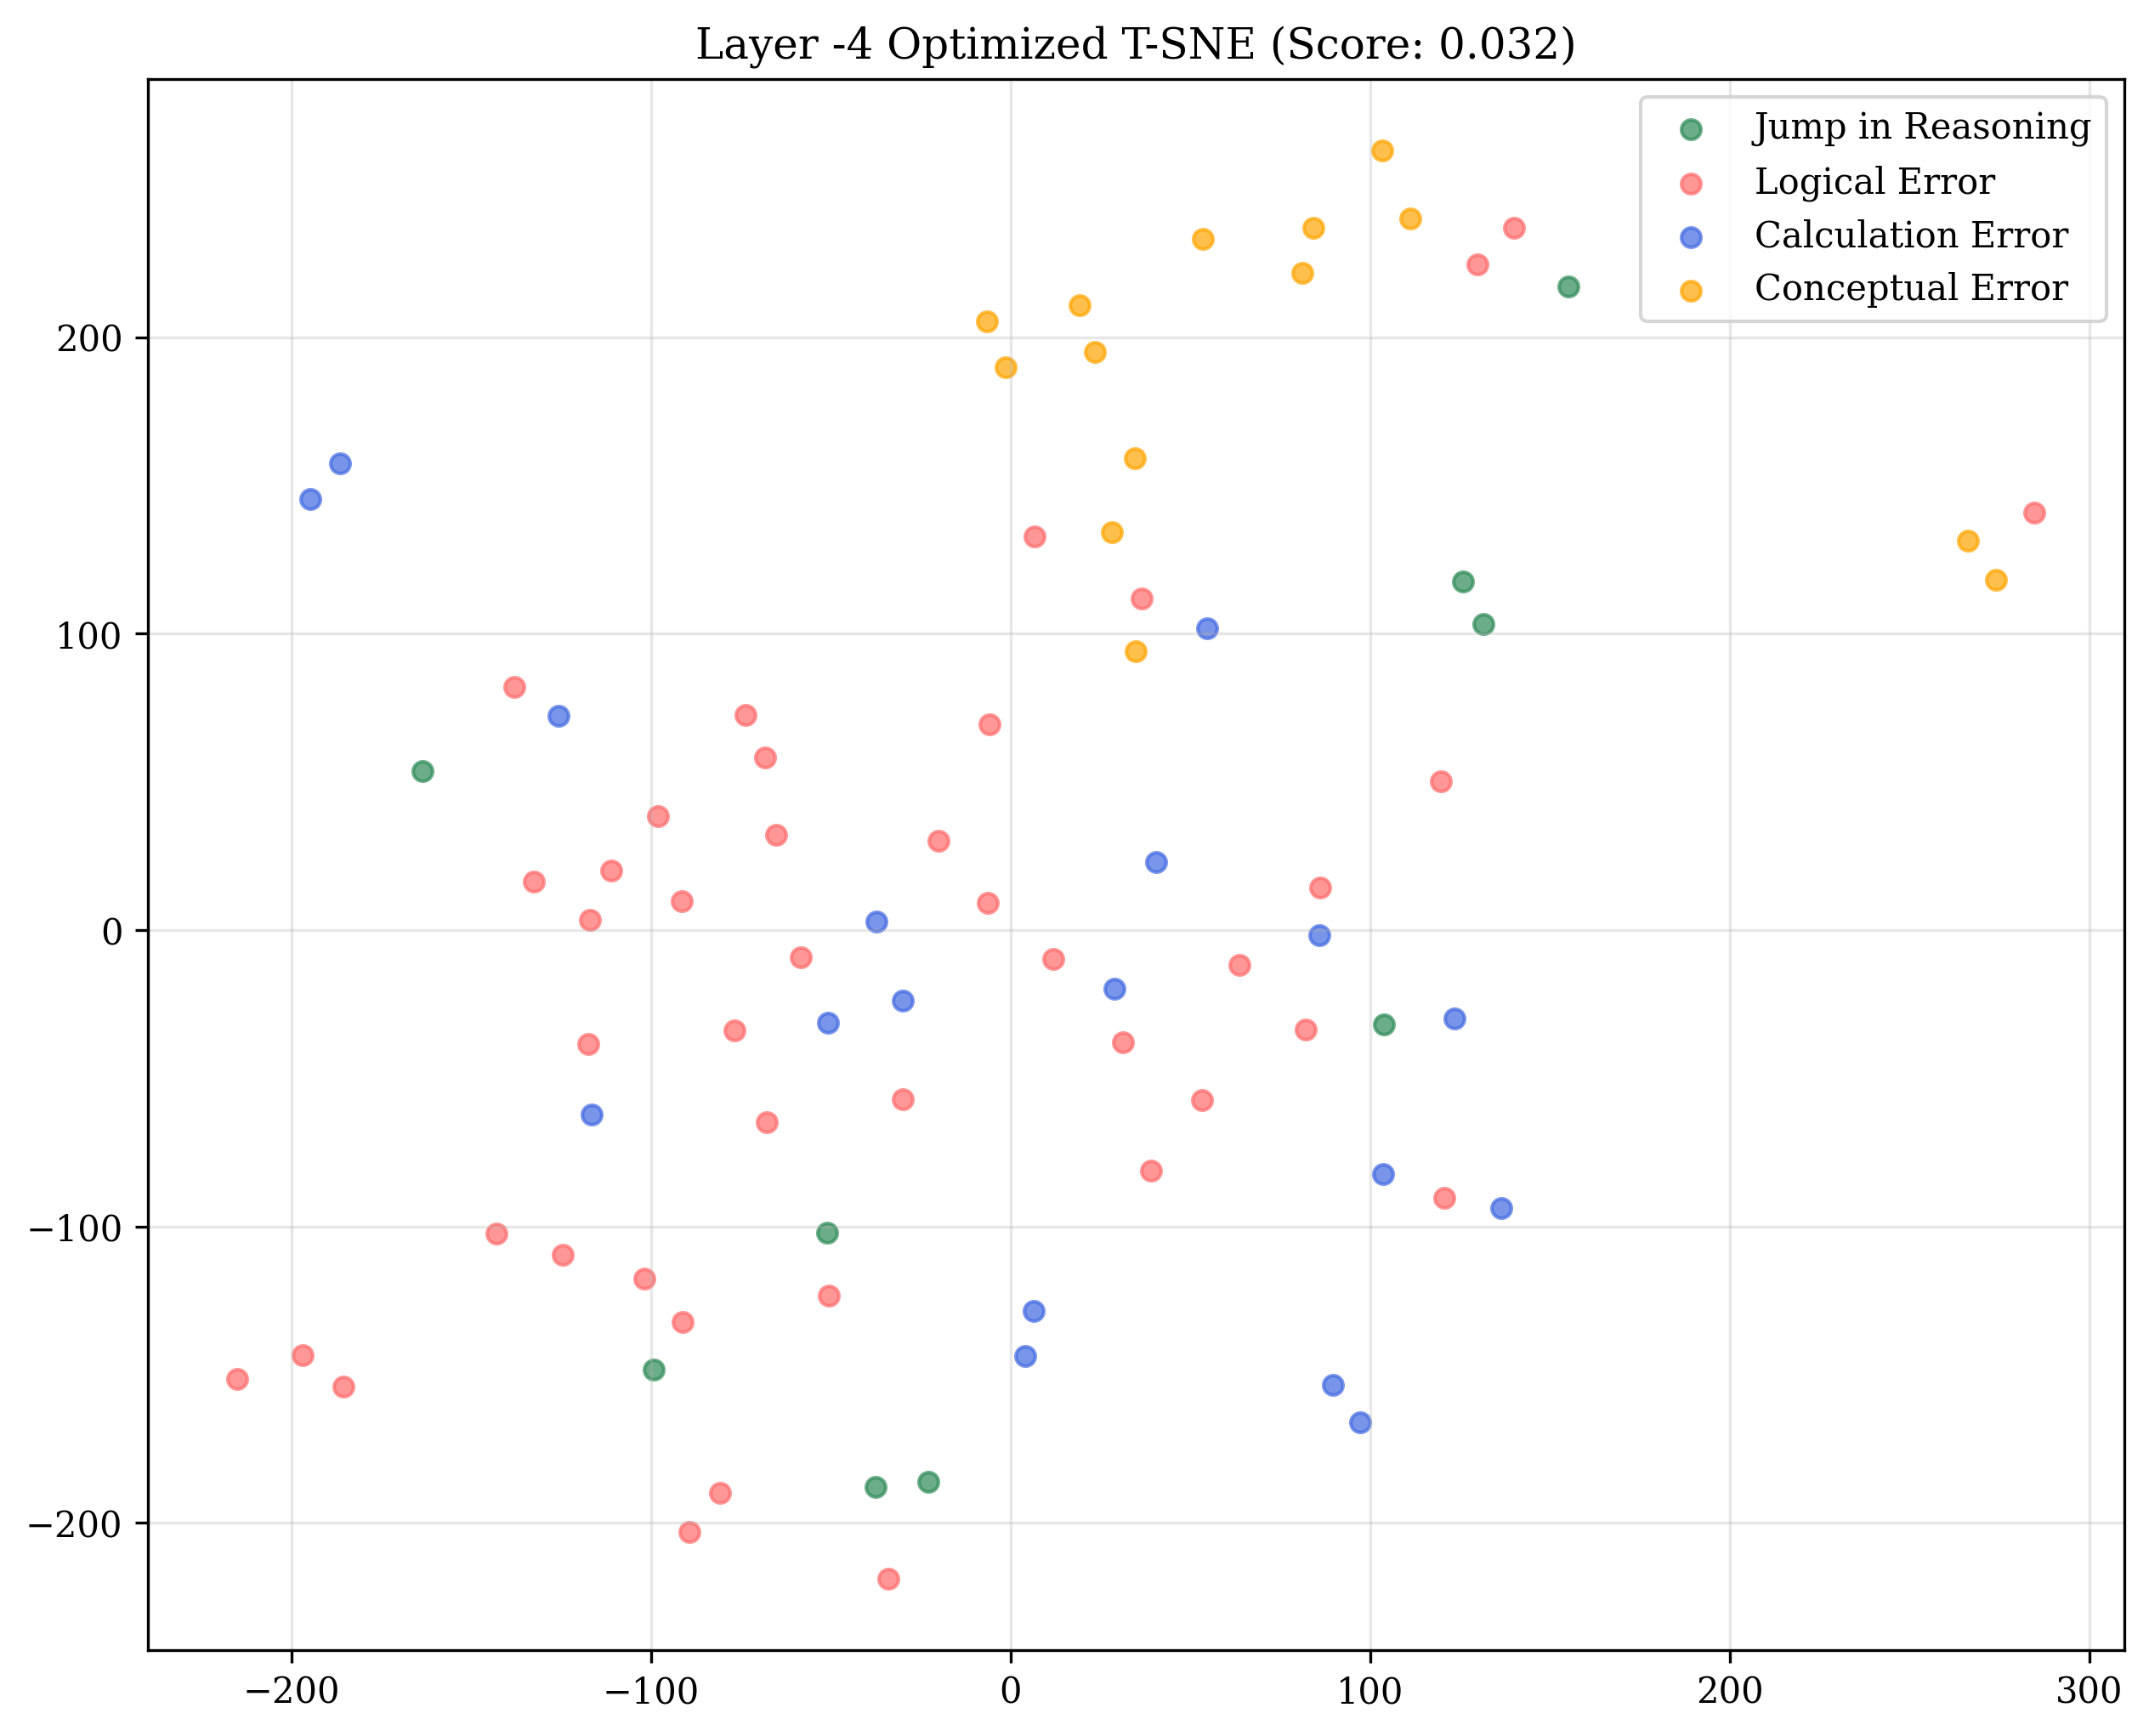 Layer -4 Optimized T-SNE (Score: 0.032)
Jump in Reasoning
Logical Error
Calculation Error
Conceptual Error
200
100
0
−100
−200
−200
−100
0
100
200
300